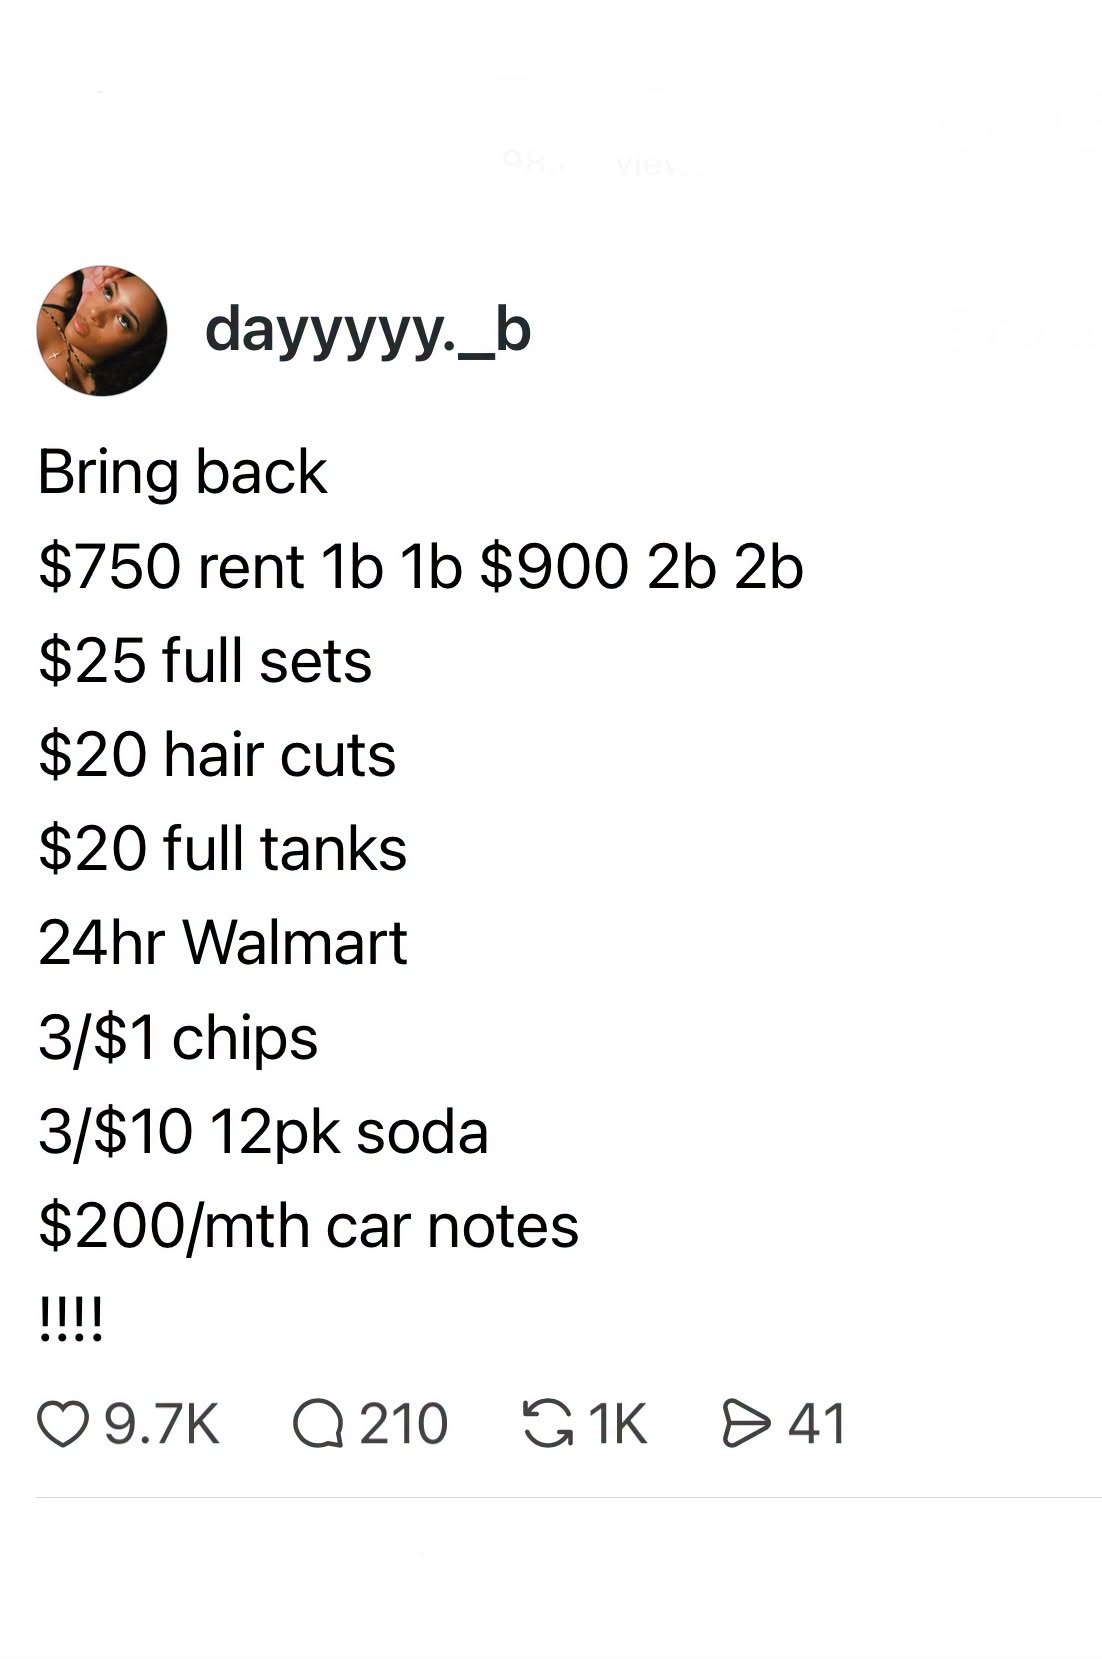 dayyyyy._b
Bring back
$750 rent 1b 1b $900 2b 2b
$25 full sets
$20 hair cuts
$20 full tanks
24hr Walmart
3/$1 chips
3/$10 12pk soda
$200/mth car notes
!!!!
9.7K 210 1K 41